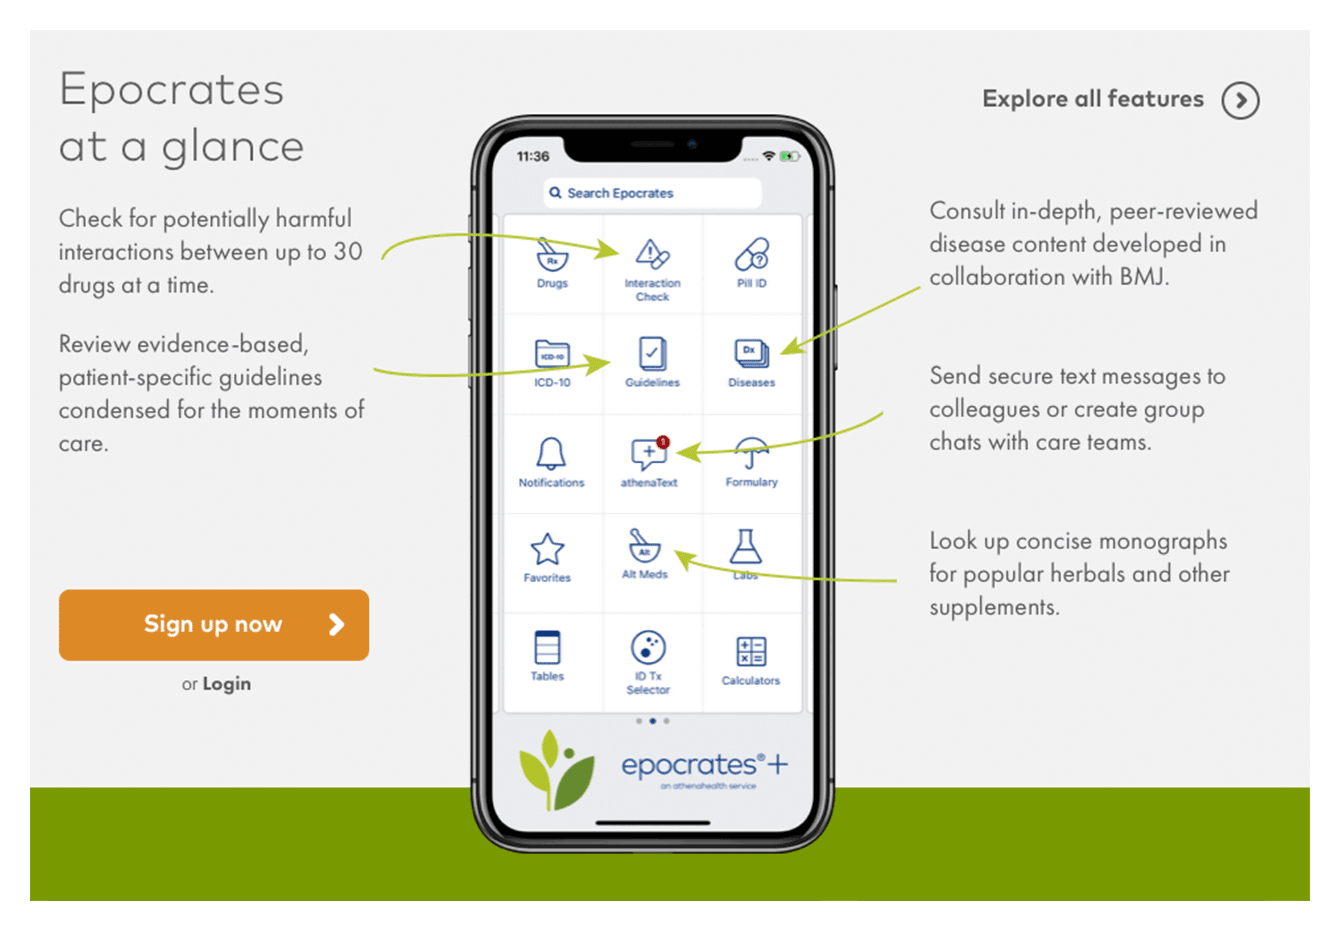 Epocrates
at a glance
Explore all features
Check for potentially harmful
interactions between up to 30
drugs at a time.
Review evidence-based,
patient-specific guidelines
condensed for the moments of
care.
Sign up now
or Login
11:36
Search Epocrates
Rx
Drugs
Interaction
Check
?
Pill ID
ICD-10
ICD-10
Guidelines
Dx
Diseases
Notifications
1
athenaText
Formulary
Favorites
Alt
Alt Meds
Labs
Tables
ID Tx
Selector
Calculators
epocrates®+
an athenahealth service
Consult in-depth, peer-reviewed
disease content developed in
collaboration with BMJ.
Send secure text messages to
colleagues or create group
chats with care teams.
Look up concise monographs
for popular herbals and other
supplements.